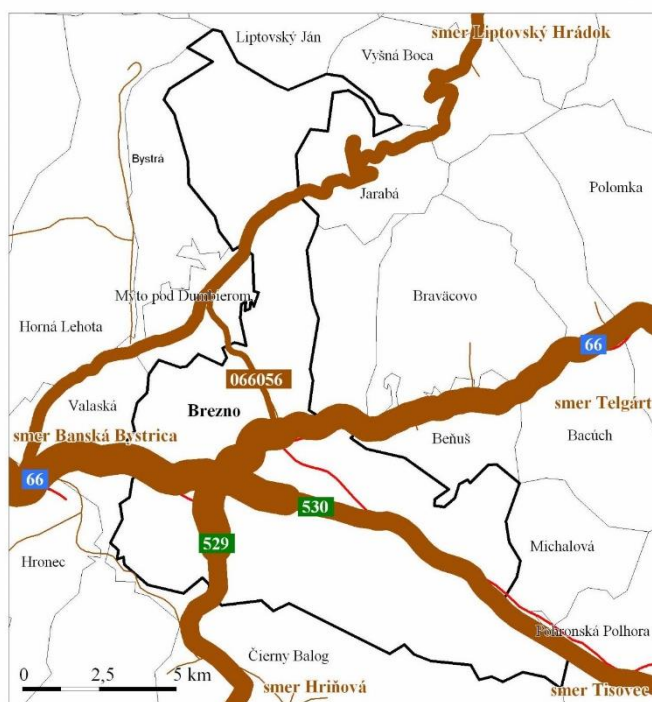 smer Liptovský Hrádok
Liptovský Ján
Vyšná Boca
Bystrá
Polomka
Jarabá
Mýto pod Ďumbierom
Braväcovo
Horná Lehota
66
066056
Valaská
Brezno
smer Telgárt
smer Banská Bystrica
Beňuš
Bacúch
66
530
529
Michalová
Hronec
Pohronská Polhora
Čierny Balog
0 2,5 5 km
smer Hriňová
smer Tisovec